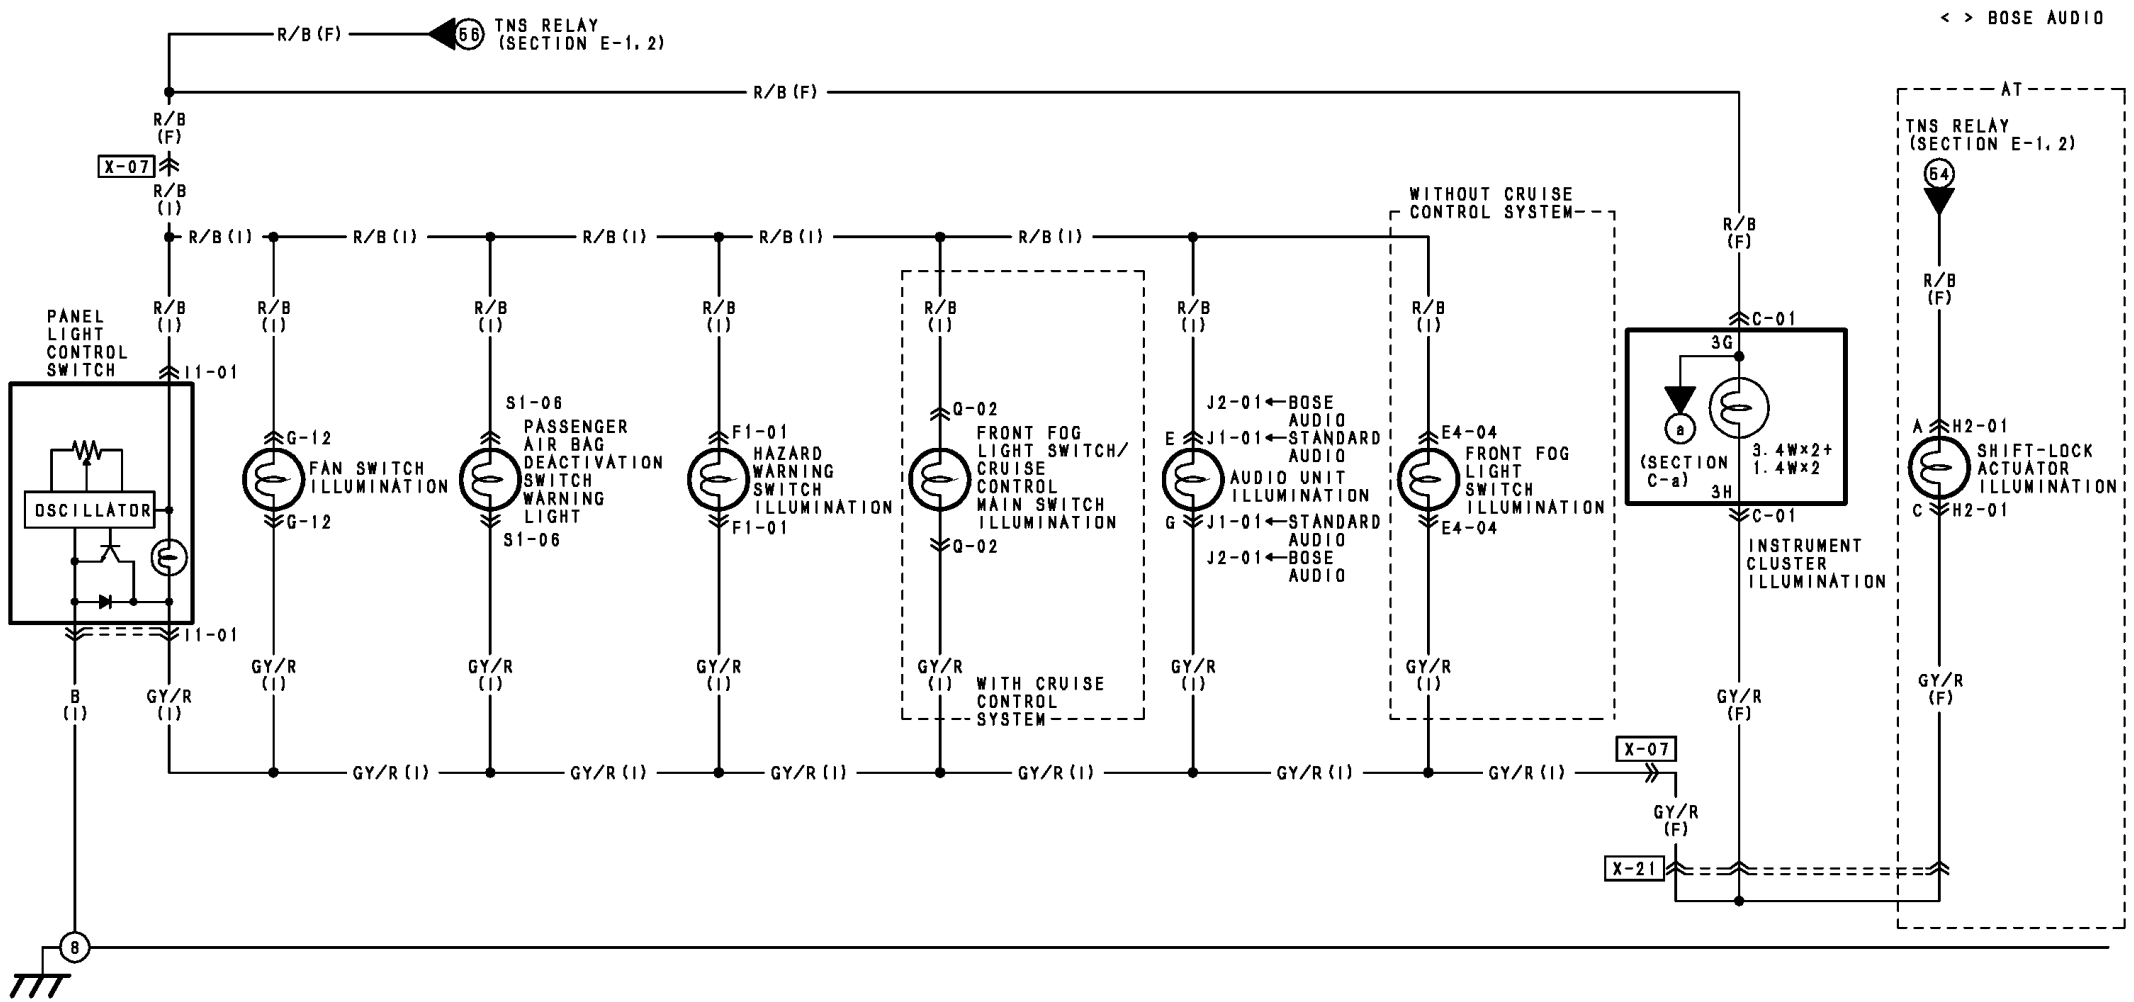 < > BOSE AUDIO
R/B(F)
56
TNS RELAY
(SECTION E-1,2)
R/B(F)
AT
R/B
(F)
X-07
R/B
(I)
TNS RELAY
(SECTION E-1,2)
54
WITHOUT CRUISE
CONTROL SYSTEM
R/B(I)
R/B(I)
R/B(I)
R/B(I)
R/B(I)
R/B
(F)
R/B
(F)
R/B
(I)
R/B
(I)
R/B
(I)
R/B
(I)
R/B
(I)
R/B
(I)
R/B
(I)
PANEL
LIGHT
CONTROL
SWITCH
I1-01
OSCILLATOR
I1-01
G-12
FAN SWITCH
ILLUMINATION
G-12
S1-06
PASSENGER
AIR BAG
DEACTIVATION
SWITCH
WARNING
LIGHT
S1-06
F1-01
HAZARD
WARNING
SWITCH
ILLUMINATION
F1-01
Q-02
FRONT FOG
LIGHT SWITCH/
CRUISE
CONTROL
MAIN SWITCH
ILLUMINATION
Q-02
J2-01←BOSE
AUDIO
E
J1-01←STANDARD
AUDIO
AUDIO UNIT
ILLUMINATION
G
J1-01←STANDARD
AUDIO
J2-01←BOSE
AUDIO
E4-04
FRONT FOG
LIGHT
SWITCH
ILLUMINATION
E4-04
C-01
3G
a
(SECTION
C-a)
3.4W×2+
1.4W×2
3H
C-01
INSTRUMENT
CLUSTER
ILLUMINATION
A
H2-01
SHIFT-LOCK
ACTUATOR
ILLUMINATION
C
H2-01
B
(I)
GY/R
(I)
GY/R
(I)
GY/R
(I)
GY/R
(I)
GY/R
(I)
WITH CRUISE
CONTROL
SYSTEM
GY/R
(I)
GY/R
(I)
GY/R
(F)
GY/R
(F)
GY/R(I)
GY/R(I)
GY/R(I)
GY/R(I)
GY/R(I)
GY/R(I)
X-07
GY/R
(F)
X-21
8